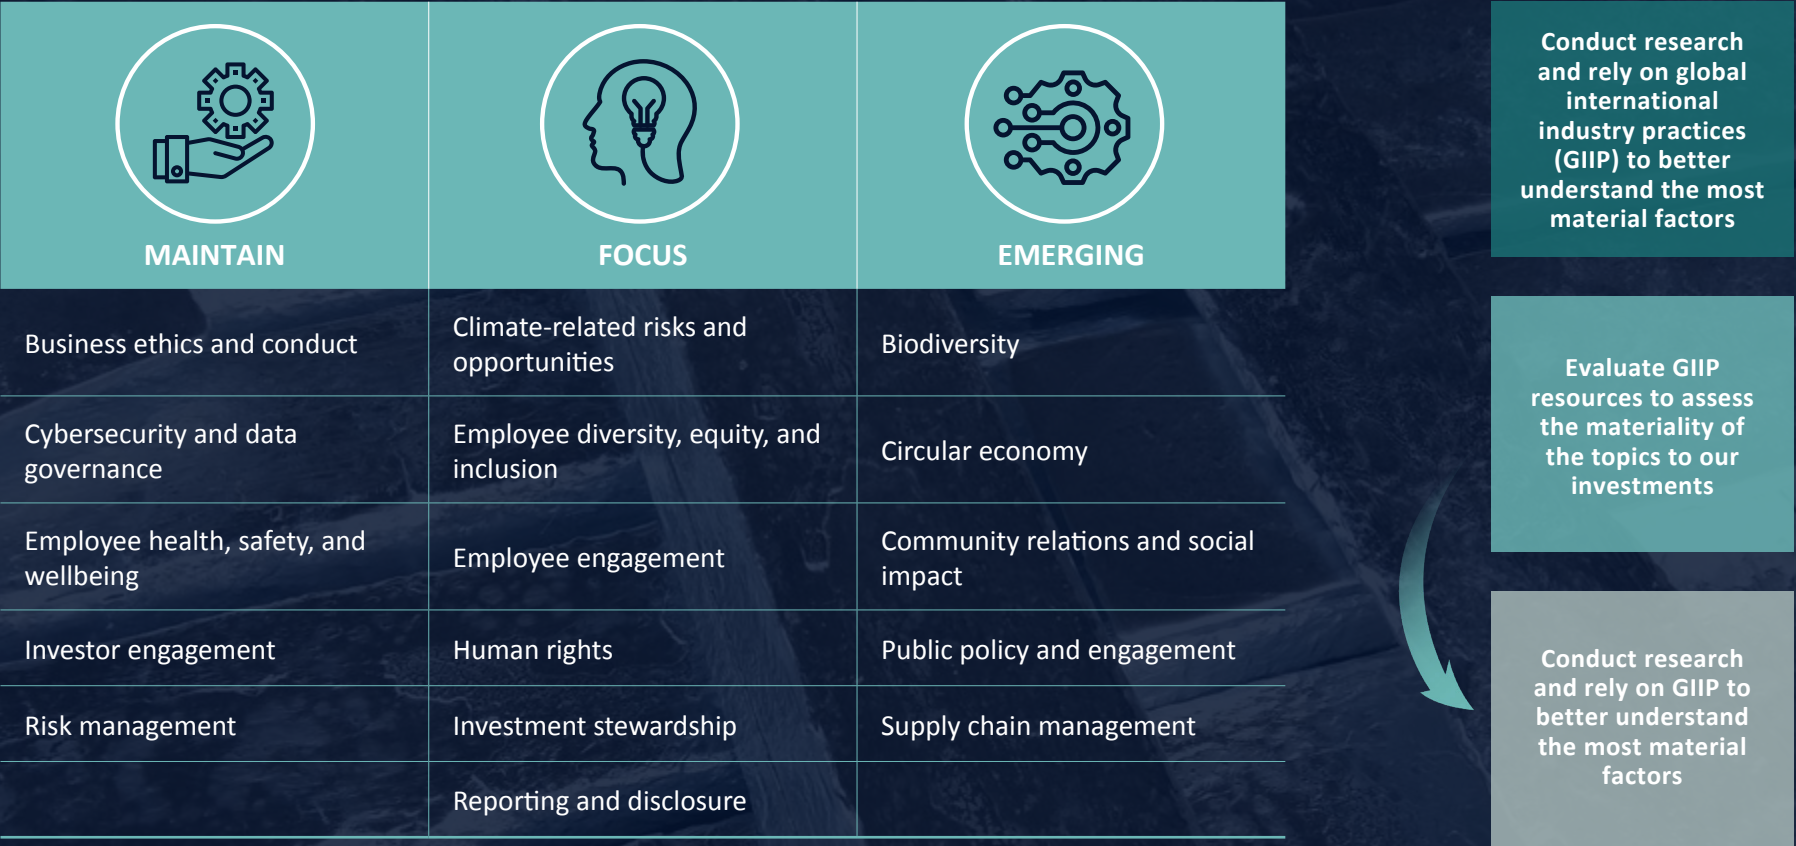 MAINTAIN
FOCUS
EMERGING
Business ethics and conduct
Climate-related risks and
opportunities
Biodiversity
Cybersecurity and data
governance
Employee diversity, equity, and
inclusion
Circular economy
Employee health, safety, and
wellbeing
Employee engagement
Community relations and social
impact
Investor engagement
Human rights
Public policy and engagement
Risk management
Investment stewardship
Supply chain management
Reporting and disclosure
Conduct research
and rely on global
international
industry practices
(GIIP) to better
understand the most
material factors
Evaluate GIIP
resources to assess
the materiality of
the topics to our
investments
Conduct research
and rely on GIIP to
better understand
the most material
factors